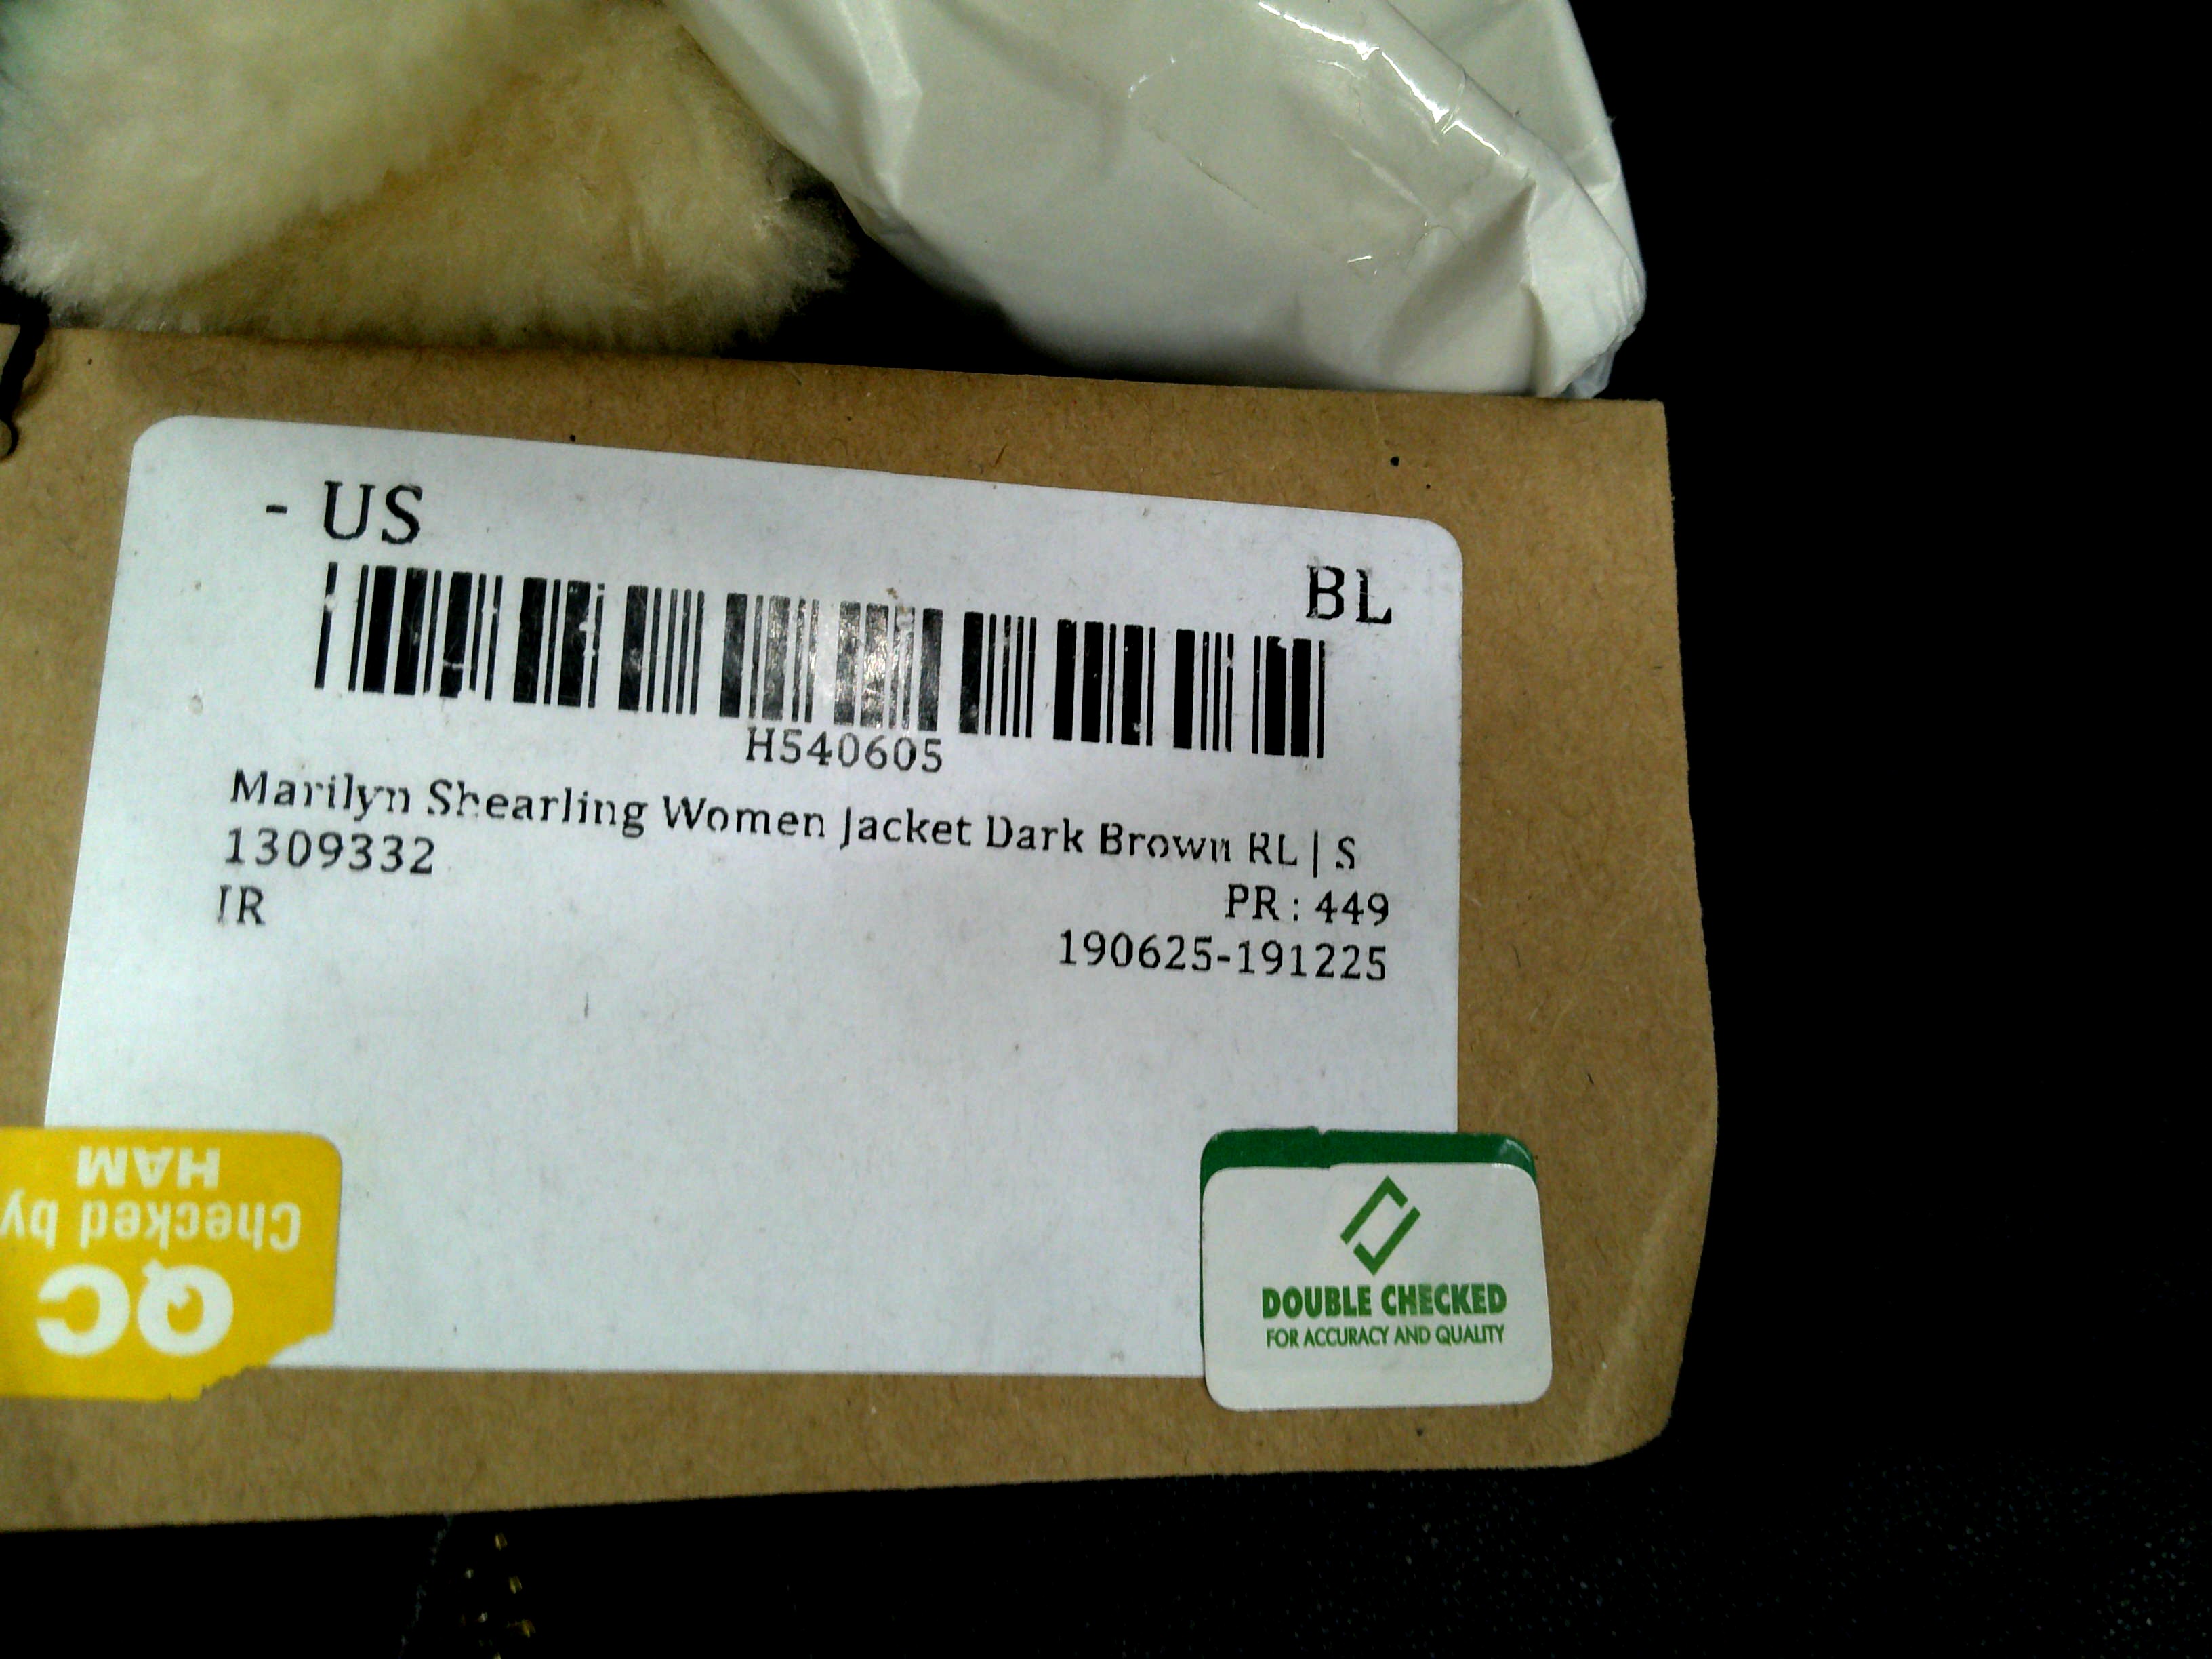 - US
BL
H540605
Marilyn Shearling Women Jacket Dark Brown RL | S
1309332
PR : 449
IR
190625-191225
QC
Checked by
HAM
DOUBLE CHECKED
FOR ACCURACY AND QUALITY